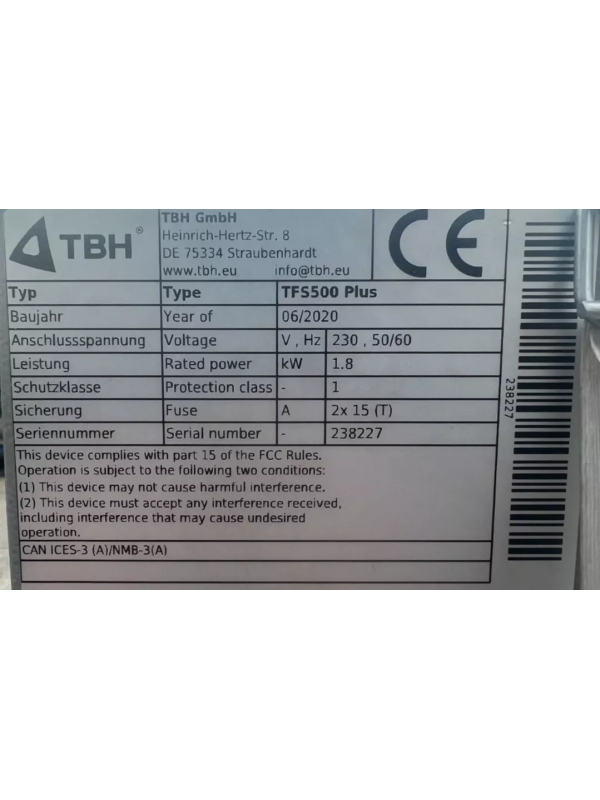 TBH®
TBH GmbH
Heinrich-Hertz-Str. 8
DE 75334 Straubenhardt
www.tbh.eu info@tbh.eu
CE
Typ Type TFS500 Plus
Baujahr Year of 06/2020
Anschlussspannung Voltage V , Hz 230 , 50/60
Leistung Rated power kW 1.8
Schutzklasse Protection class - 1
Sicherung Fuse A 2x 15 (T)
Seriennummer Serial number - 238227
This device complies with part 15 of the FCC Rules.
Operation is subject to the following two conditions:
(1) This device may not cause harmful interference.
(2) This device must accept any interference received,
including interference that may cause undesired
operation.
CAN ICES-3 (A)/NMB-3(A)
238227